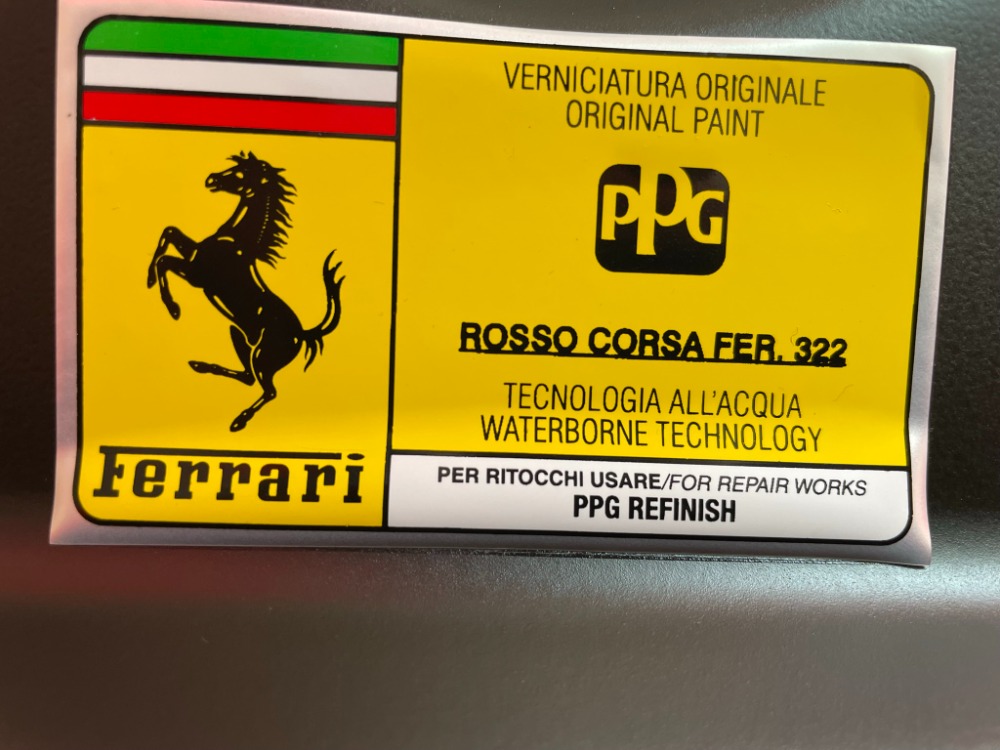 VERNICIATURA ORIGINALE
ORIGINAL PAINT
PPG
ROSSO CORSA FER. 322
TECNOLOGIA ALL'ACQUA
WATERBORNE TECHNOLOGY
Ferrari
PER RITOCCHI USARE/FOR REPAIR WORKS
PPG REFINISH